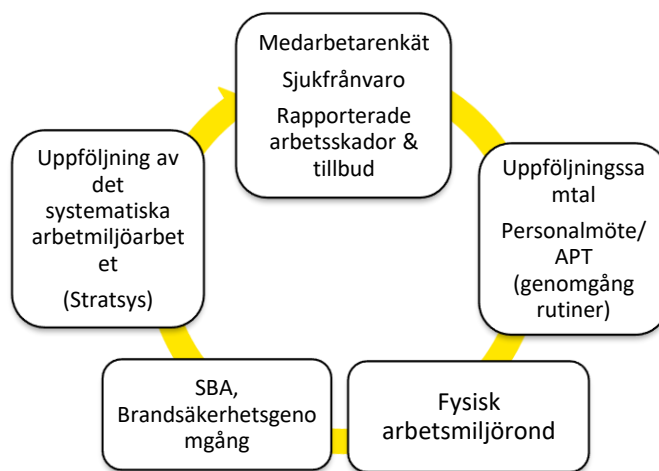 Medarbetarenkät
Sjukfrånvaro
Rapporterade
arbetsskador &
tillbud
Uppföljningssa
mtal
Personalmöte/
APT
(genomgång
rutiner)
Fysisk
arbetsmiljörond
SBA,
Brandsäkerhetsgeno
mgång
Uppföljning av
det
systematiska
arbetmiljöarbet
et
(Stratsys)